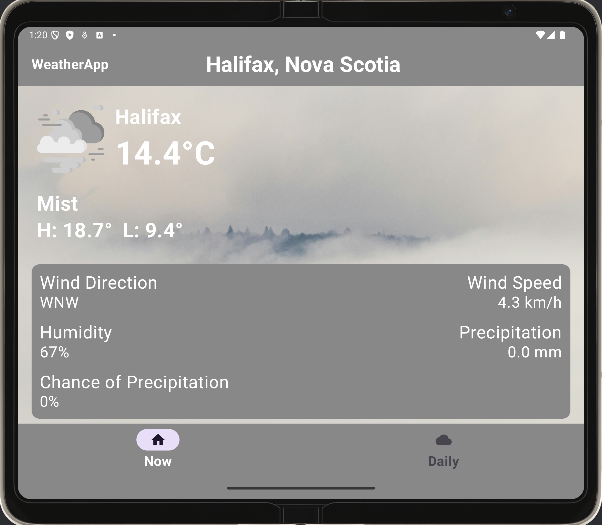 1:20
WeatherApp
Halifax, Nova Scotia
Halifax
14.4°C
Mist
H: 18.7° L: 9.4°
Wind Direction
WNW
Wind Speed
4.3 km/h
Humidity
67%
Precipitation
0.0 mm
Chance of Precipitation
0%
Now
Daily